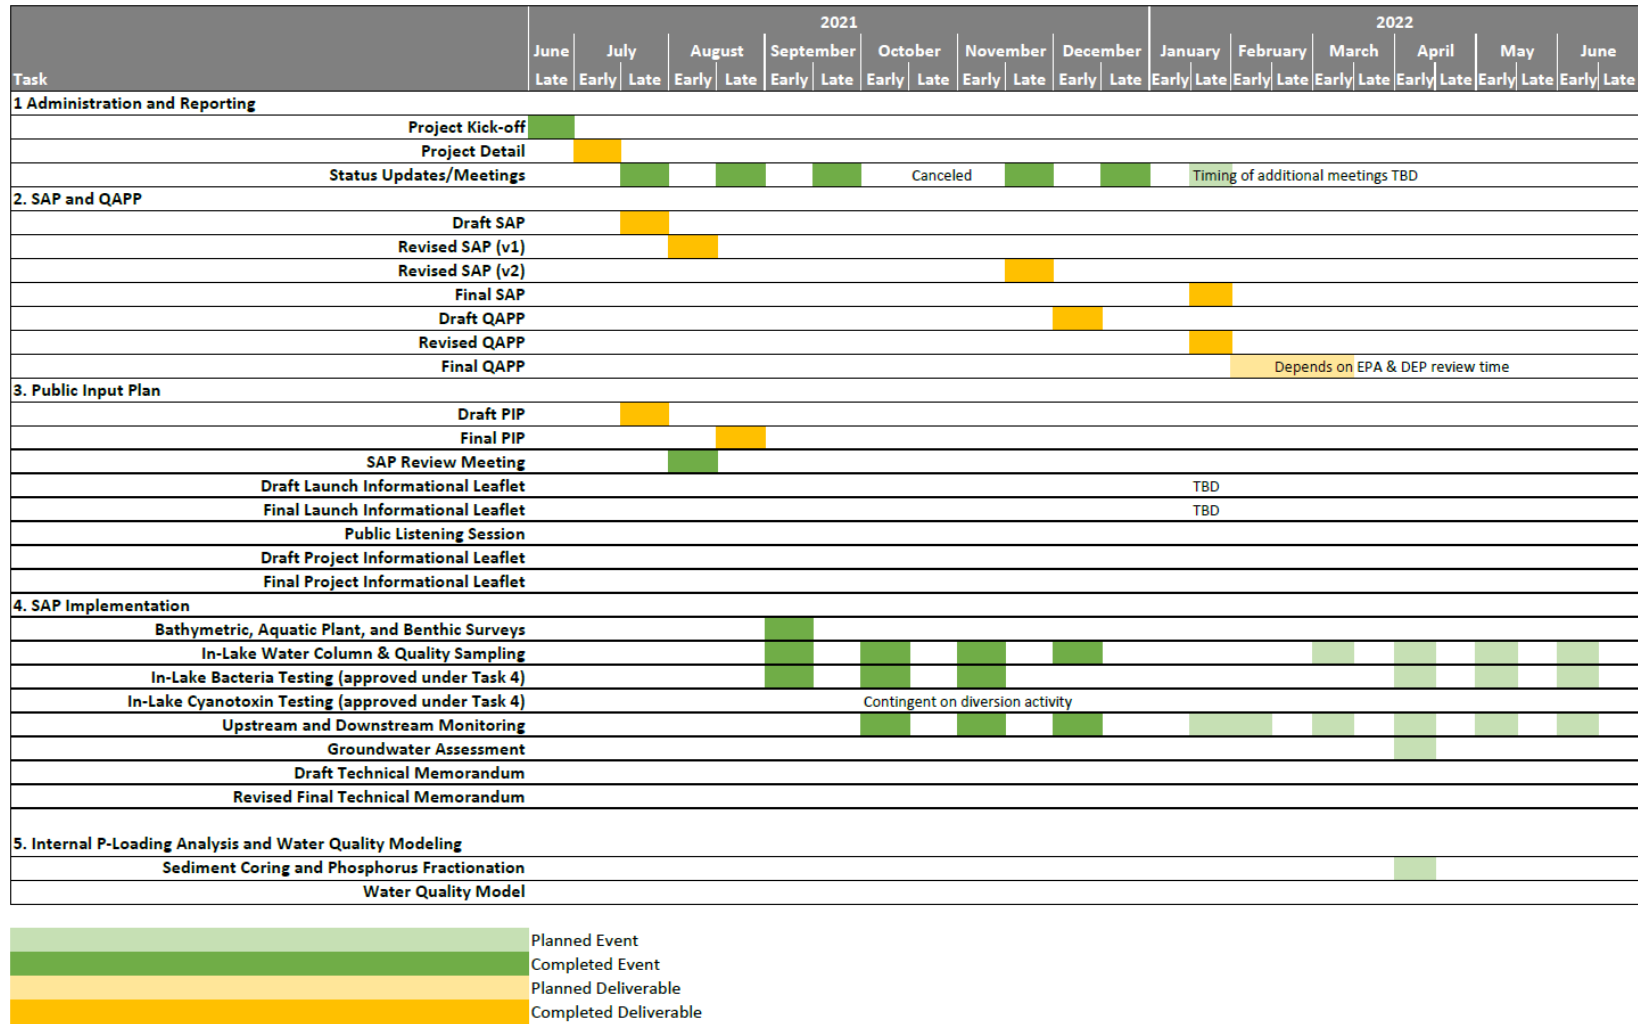 2021 2022
June July August September October November December January February March April May June
Task Late Early Late Early Late Early Late Early Late Early Late Early Late Early Late Early Late Early Late Early Late Early Late Early Late
1 Administration and Reporting
Project Kick-off
Project Detail
Status Updates/Meetings Canceled Timing of additional meetings TBD
2. SAP and QAPP
Draft SAP
Revised SAP (v1)
Revised SAP (v2)
Final SAP
Draft QAPP
Revised QAPP
Final QAPP Depends on EPA & DEP review time
3. Public Input Plan
Draft PIP
Final PIP
SAP Review Meeting
Draft Launch Informational Leaflet TBD
Final Launch Informational Leaflet TBD
Public Listening Session
Draft Project Informational Leaflet
Final Project Informational Leaflet
4. SAP Implementation
Bathymetric, Aquatic Plant, and Benthic Surveys
In-Lake Water Column & Quality Sampling
In-Lake Bacteria Testing (approved under Task 4)
In-Lake Cyanotoxin Testing (approved under Task 4) Contingent on diversion activity
Upstream and Downstream Monitoring
Groundwater Assessment
Draft Technical Memorandum
Revised Final Technical Memorandum
5. Internal P-Loading Analysis and Water Quality Modeling
Sediment Coring and Phosphorus Fractionation
Water Quality Model
Planned Event
Completed Event
Planned Deliverable
Completed Deliverable